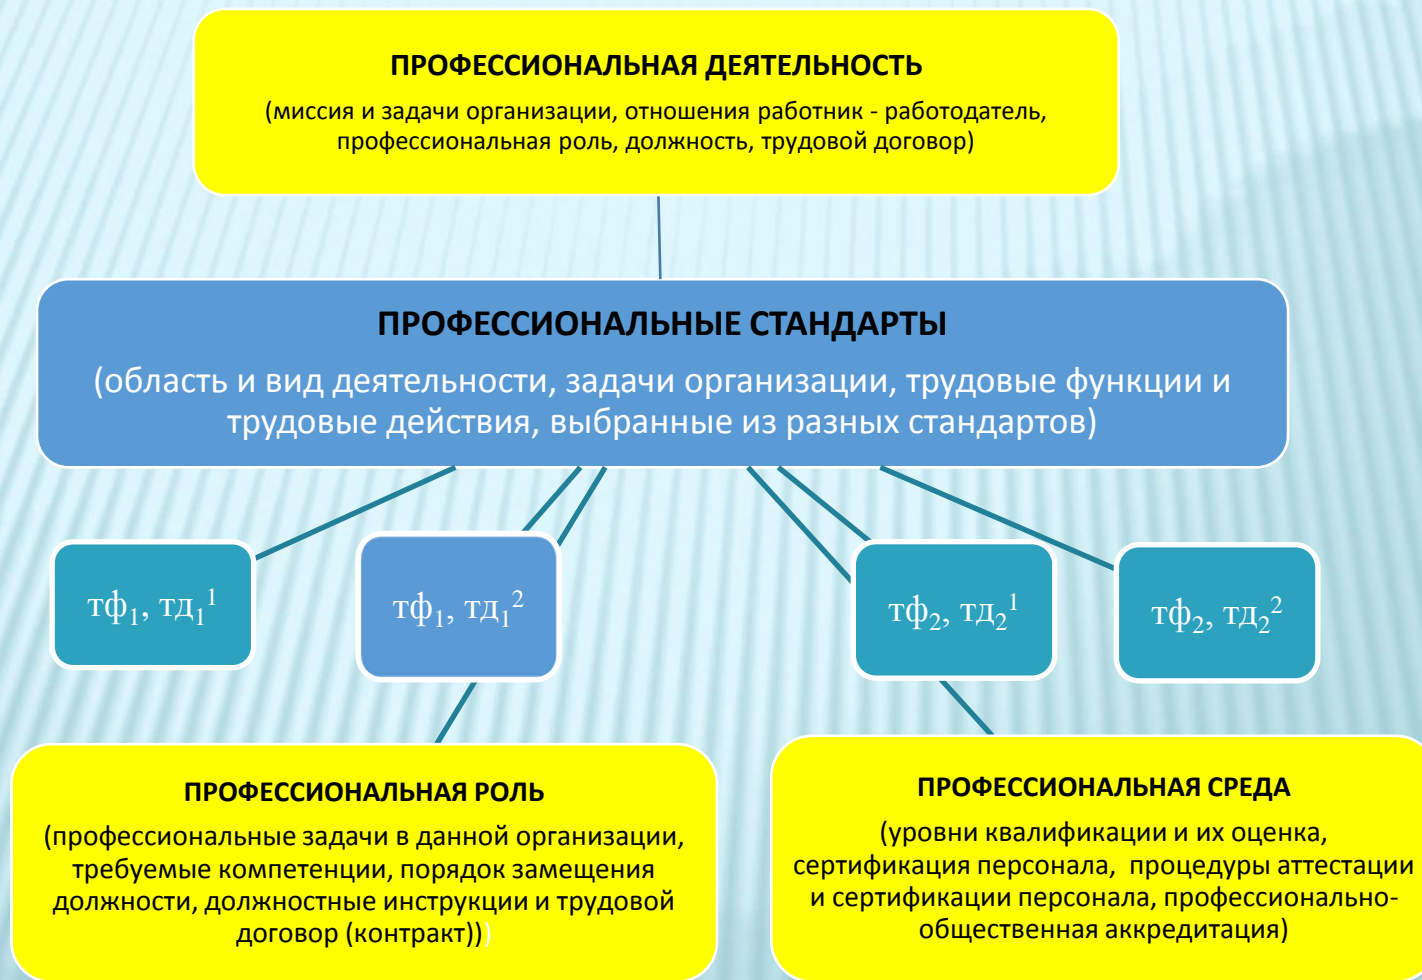 ПРОФЕССИОНАЛЬНАЯ ДЕЯТЕЛЬНОСТЬ
(миссия и задачи организации, отношения работник - работодатель,
профессиональная роль, должность, трудовой договор)
ПРОФЕССИОНАЛЬНЫЕ СТАНДАРТЫ
(область и вид деятельности, задачи организации, трудовые функции и
трудовые действия, выбранные из разных стандартов)
тф₁, тд₁¹
тф₁, тд₁²
тф₂, тд₂¹
тф₂, тд₂²
ПРОФЕССИОНАЛЬНАЯ РОЛЬ
(профессиональные задачи в данной организации,
требуемые компетенции, порядок замещения
должности, должностные инструкции и трудовой
договор (контракт)))
ПРОФЕССИОНАЛЬНАЯ СРЕДА
(уровни квалификации и их оценка,
сертификация персонала, процедуры аттестации
и сертификации персонала, профессионально-
общественная аккредитация)